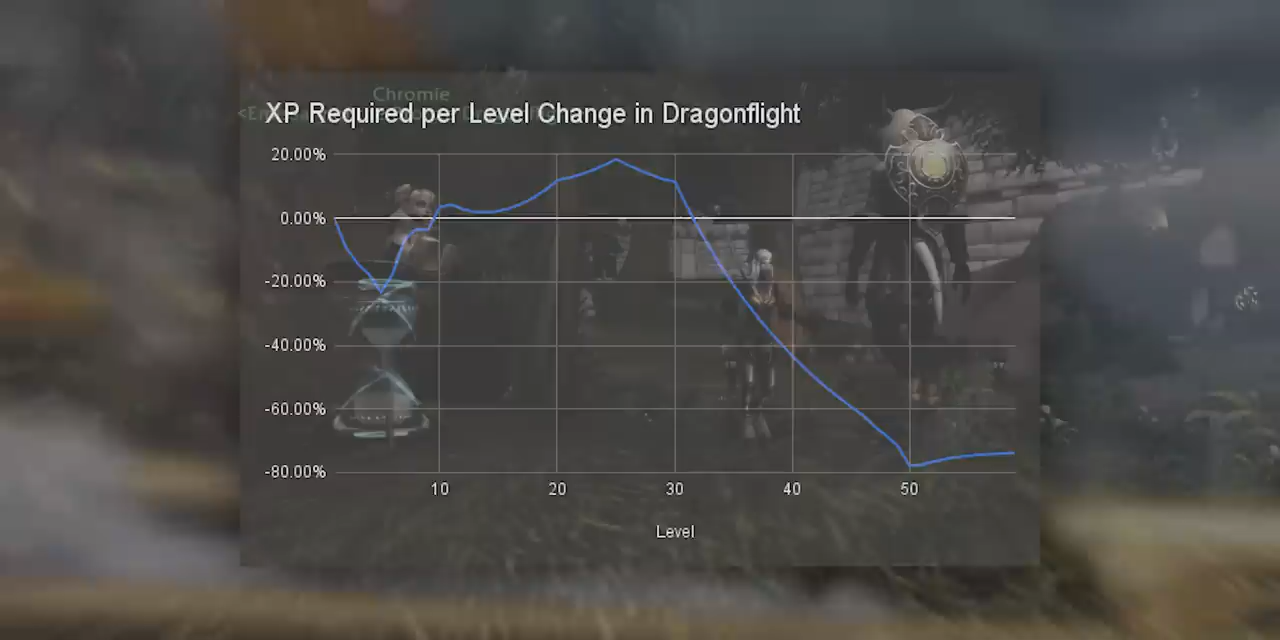 Chromie
XP Required per Level Change in Dragonflight
20.00%
0.00%
-20.00%
-40.00%
-60.00%
-80.00%
10 20 30 40 50
Level